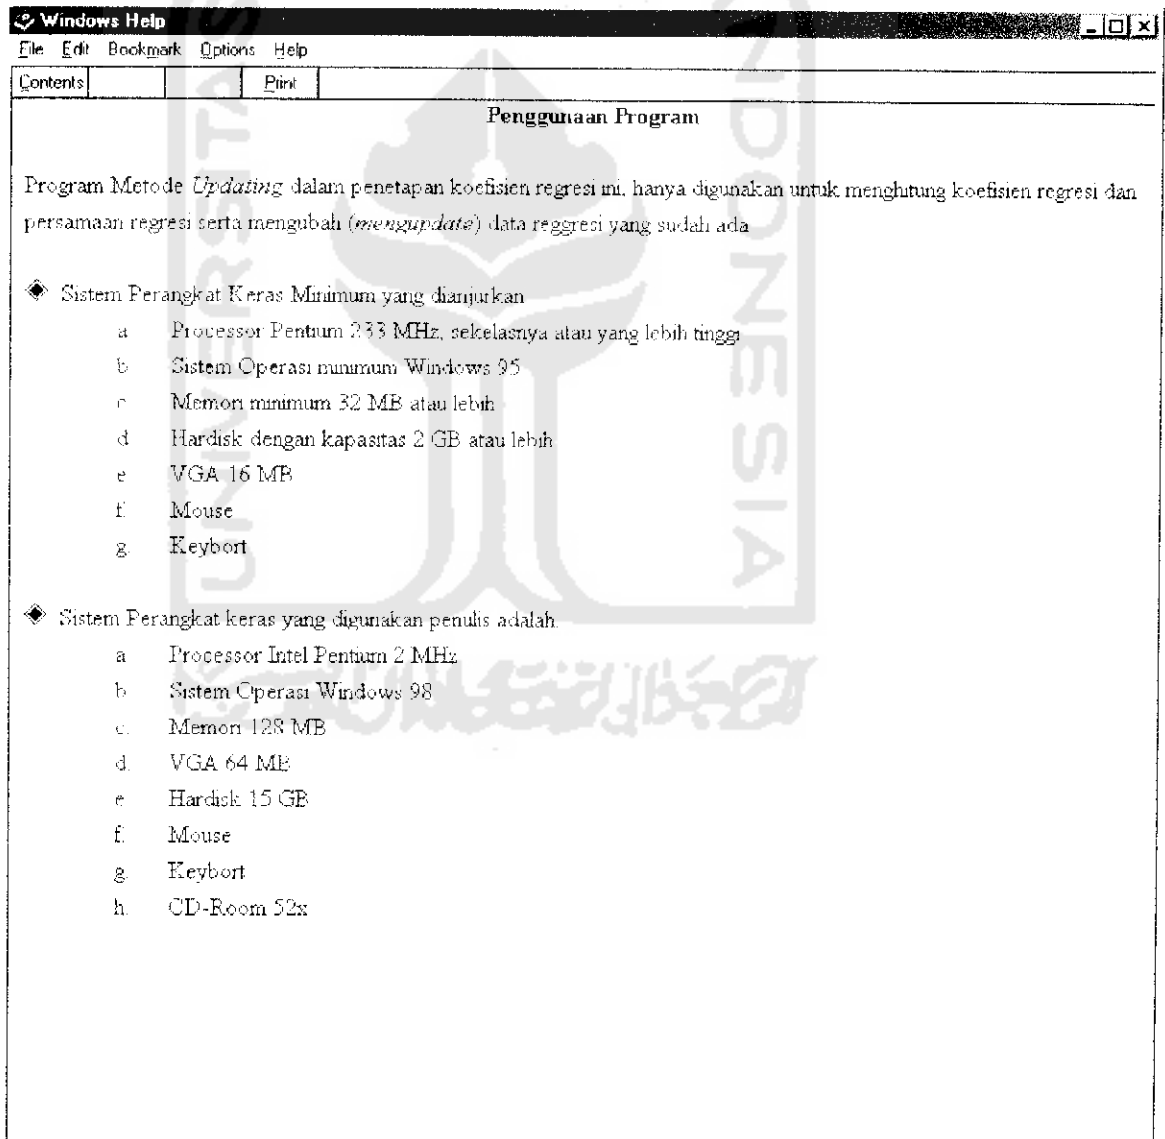 Windows Help
File Edit Bookmark Options Help
Contents Print
Penggunaan Program
Program Metode Updating dalam penetapan koefisien regresi ini, hanya digunakan untuk menghitung koefisien regresi dan
persamaan regresi serta mengubah (mengupdate) data reggresi yang sudah ada
Sistem Perangkat Keras Minimum yang dianjurkan
a Processor Pentium 233 MHz, sekelasnya atau yang lebih tinggi
b Sistem Operasi minimum Windows 95
c Memori minimum 32 MB atau lebih
d Hardisk dengan kapasitas 2 GB atau lebih
e VGA 16 MB
f. Mouse
g. Keybort
Sistem Perangkat keras yang digunakan penulis adalah
a Processor Intel Pentium 2 MHz
b. Sistem Operasi Windows 98
c. Memori 128 MB
d. VGA 64 MB
e Hardisk 15 GB
f. Mouse
g. Keybort
h. CD-Room 52x
UNIVERSITAS
INDONESIA